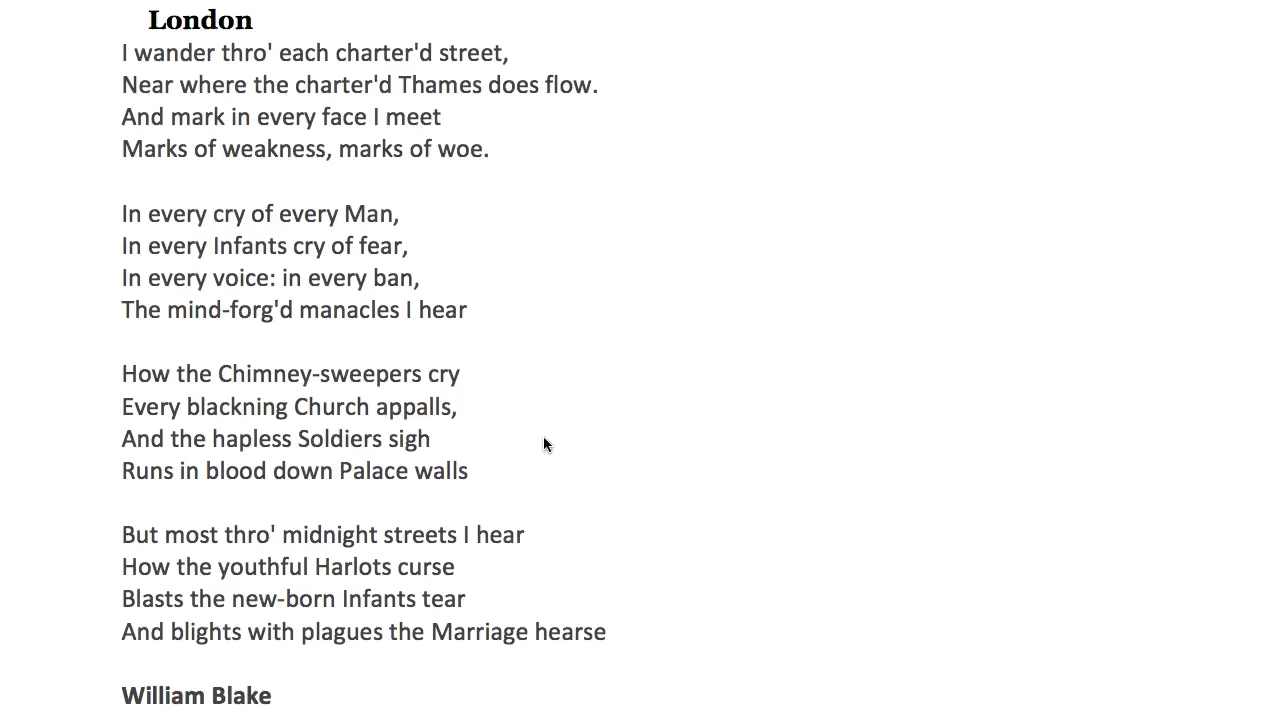 London
I wander thro' each charter'd street,
Near where the charter'd Thames does flow.
And mark in every face I meet
Marks of weakness, marks of woe.
In every cry of every Man,
In every Infants cry of fear,
In every voice: in every ban,
The mind-forg'd manacles I hear
How the Chimney-sweepers cry
Every blackning Church appalls,
And the hapless Soldiers sigh
Runs in blood down Palace walls
But most thro' midnight streets I hear
How the youthful Harlots curse
Blasts the new-born Infants tear
And blights with plagues the Marriage hearse
William Blake